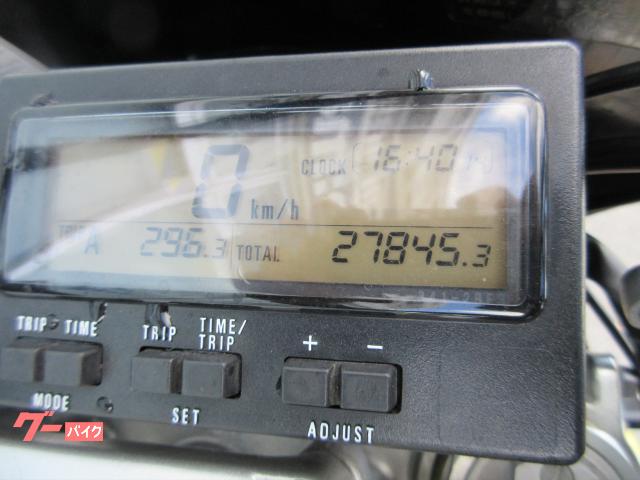 0 km/h
CLOCK 16:40
TRIP A 296.3
TOTAL 27845.3
TRIP TIME
TRIP TIME/TRIP
+ -
MODE
SET
ADJUST
グーバイク